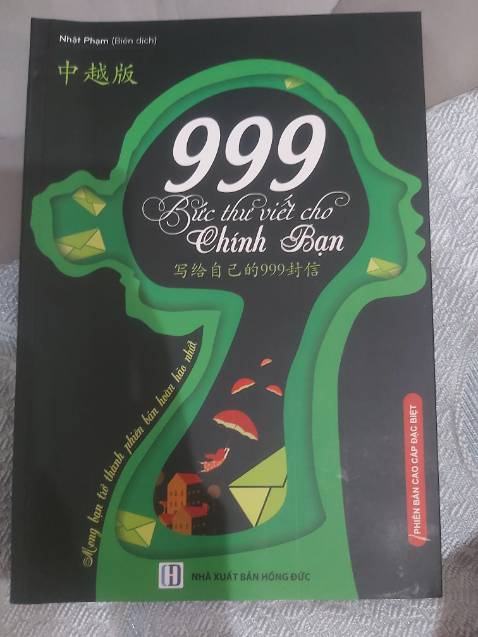 Nhật Phạm (Biên dịch)
中越版
999
Bức thư viết cho
Chính Bạn
写给自己的999封信
Mong bạn trở thành phiên bản hoàn hảo nhất
PHIÊN BẢN CAO CẤP ĐẶC BIỆT
NHÀ XUẤT BẢN HỒNG ĐỨC